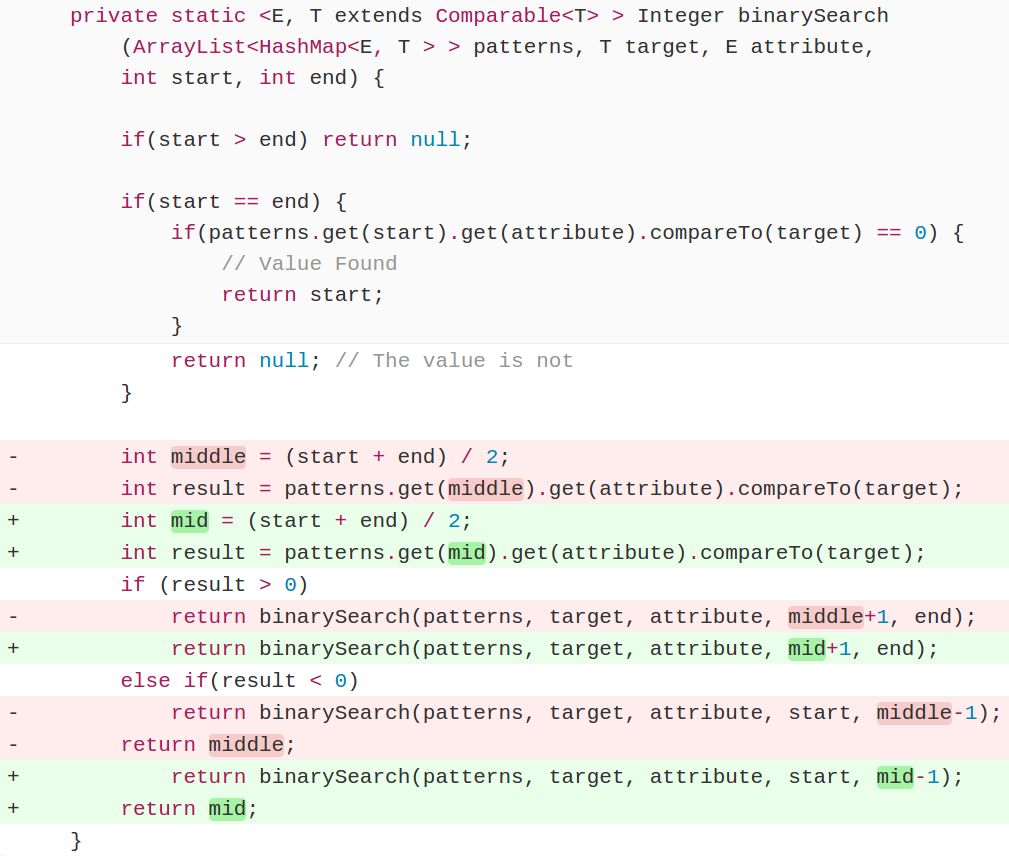 private static <E, T extends Comparable<T> > Integer binarySearch
(ArrayList<HashMap<E, T > > patterns, T target, E attribute,
int start, int end) {
if(start > end) return null;
if(start == end) {
if(patterns.get(start).get(attribute).compareTo(target) == 0) {
// Value Found
return start;
}
return null; // The value is not
}
- int middle = (start + end) / 2;
- int result = patterns.get(middle).get(attribute).compareTo(target);
+ int mid = (start + end) / 2;
+ int result = patterns.get(mid).get(attribute).compareTo(target);
if (result > 0)
- return binarySearch(patterns, target, attribute, middle+1, end);
+ return binarySearch(patterns, target, attribute, mid+1, end);
else if(result < 0)
- return binarySearch(patterns, target, attribute, start, middle-1);
- return middle;
+ return binarySearch(patterns, target, attribute, start, mid-1);
+ return mid;
}